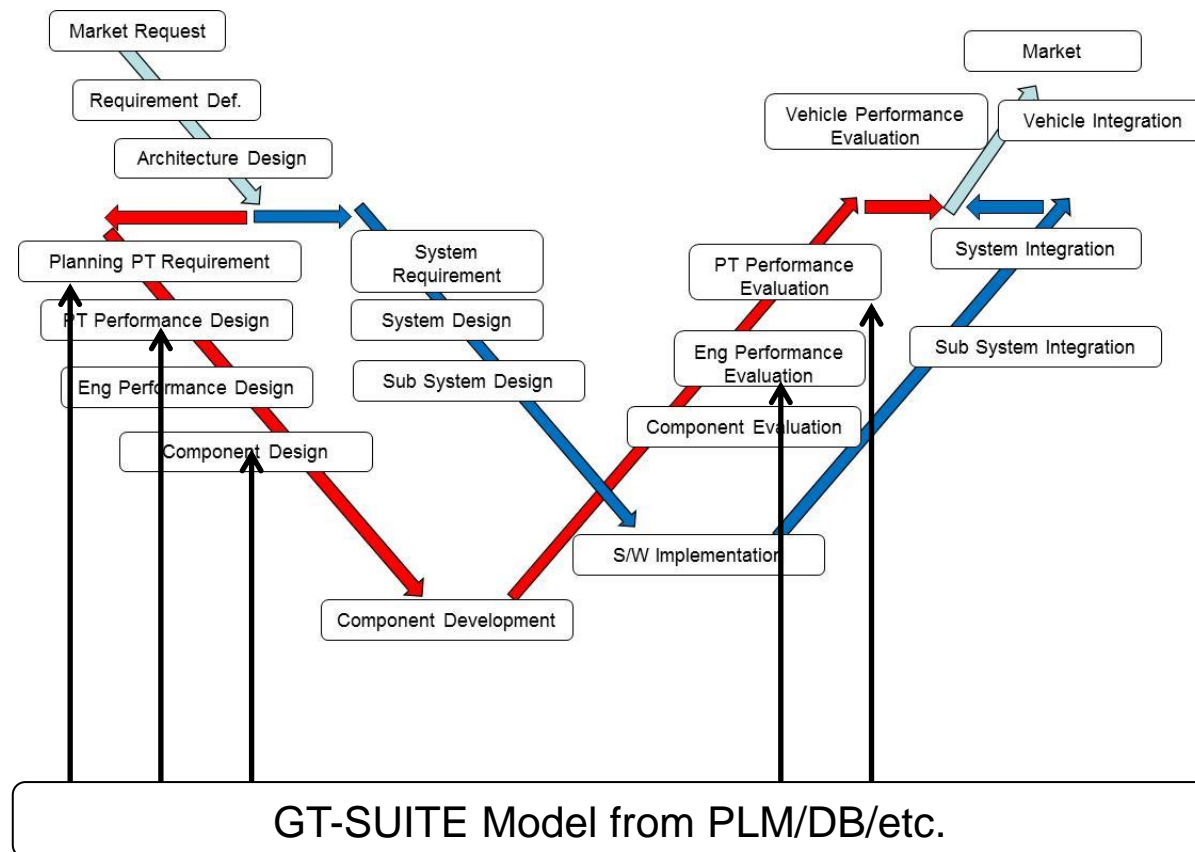 Market Request
Requirement Def.
Architecture Design
Planning PT Requirement
PT Performance Design
Eng Performance Design
Component Design
Component Development
System
Requirement
System Design
Sub System Design
S/W Implementation
Market
Vehicle Performance
Evaluation
Vehicle Integration
PT Performance
Evaluation
System Integration
Eng Performance
Evaluation
Sub System Integration
Component Evaluation
GT-SUITE Model from PLM/DB/etc.